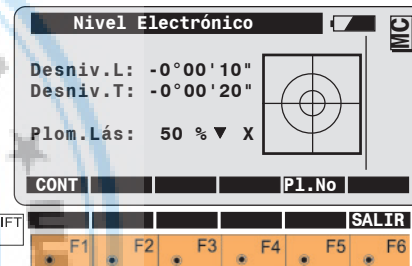 Nivel Electrónico
MC
Desniv.L: -0°00'10"
Desniv.T: -0°00'20"
Plom.Lás: 50 % ▼ X
CONT Pl.No
IFT SALIR
F1 F2 F3 F4 F5 F6